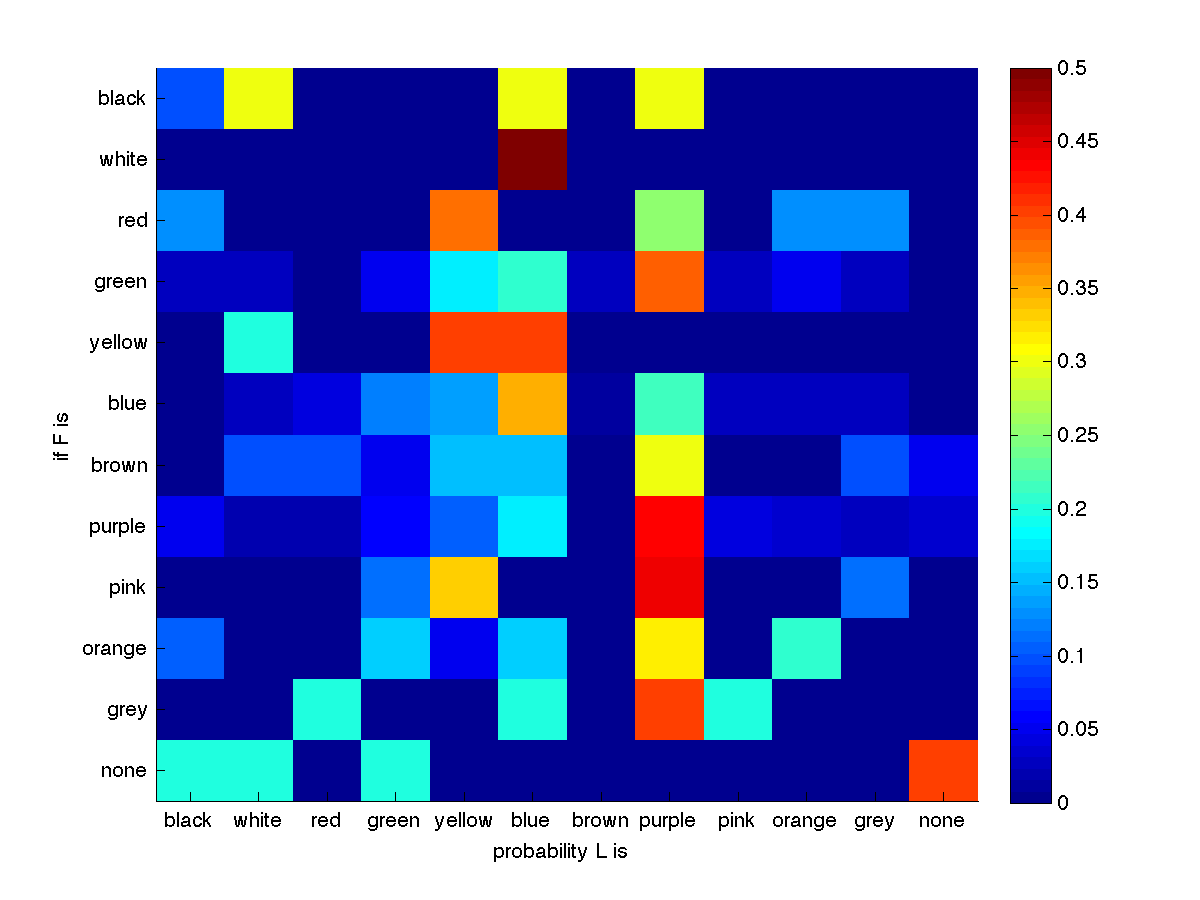 black
white
red
green
yellow
blue
brown
purple
pink
orange
grey
none
if F is
black white red green yellow blue brown purple pink orange grey none
probability L is
0.5
0.45
0.4
0.35
0.3
0.25
0.2
0.15
0.1
0.05
0